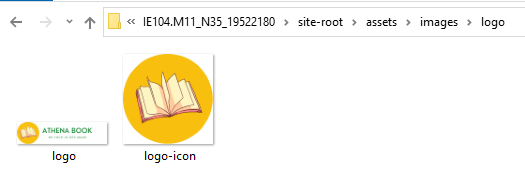 « IE104.M11_N35_19522180 > site-root > assets > images > logo
ATHENA BOOK
logo
logo-icon